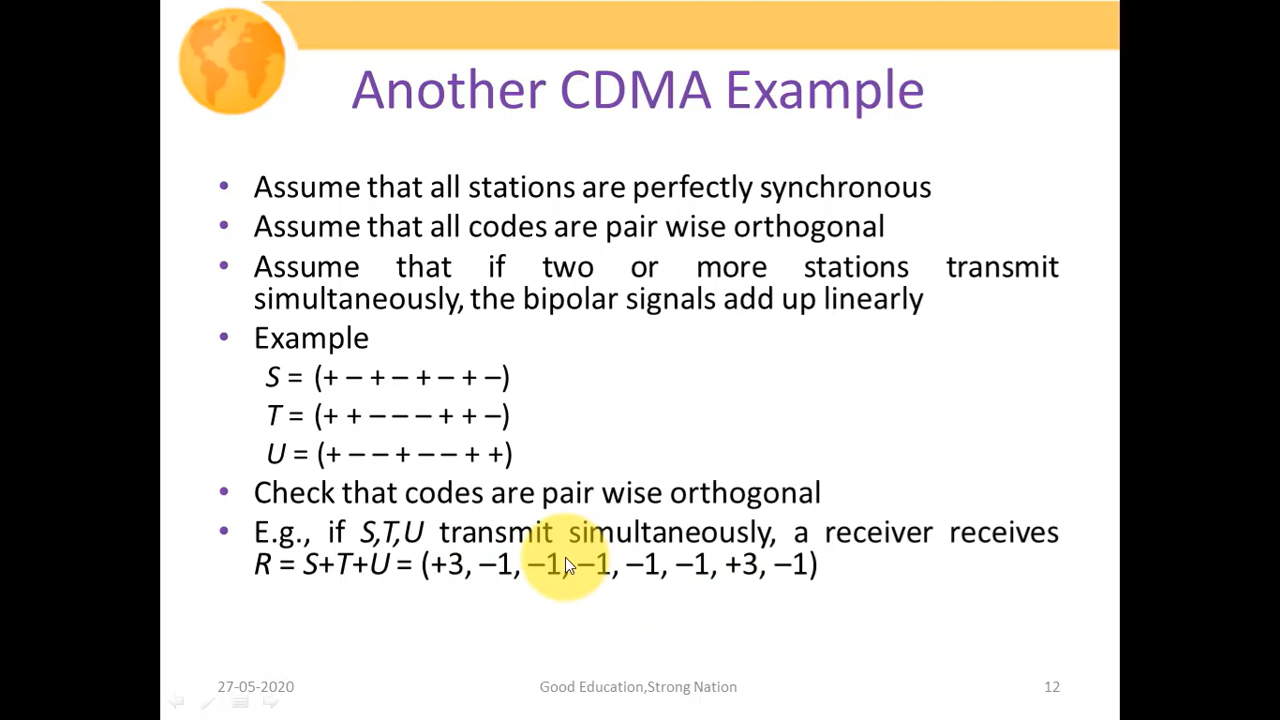 Another CDMA Example
• Assume that all stations are perfectly synchronous
• Assume that all codes are pair wise orthogonal
• Assume that if two or more stations transmit
simultaneously, the bipolar signals add up linearly
• Example
S = (+ – + – + – + –)
T = (+ + – – – + + –)
U = (+ – – + – – + +)
• Check that codes are pair wise orthogonal
• E.g., if S,T,U transmit simultaneously, a receiver receives
R = S+T+U = (+3, –1, –1, –1, –1, –1, +3, –1)
27-05-2020
Good Education,Strong Nation
12